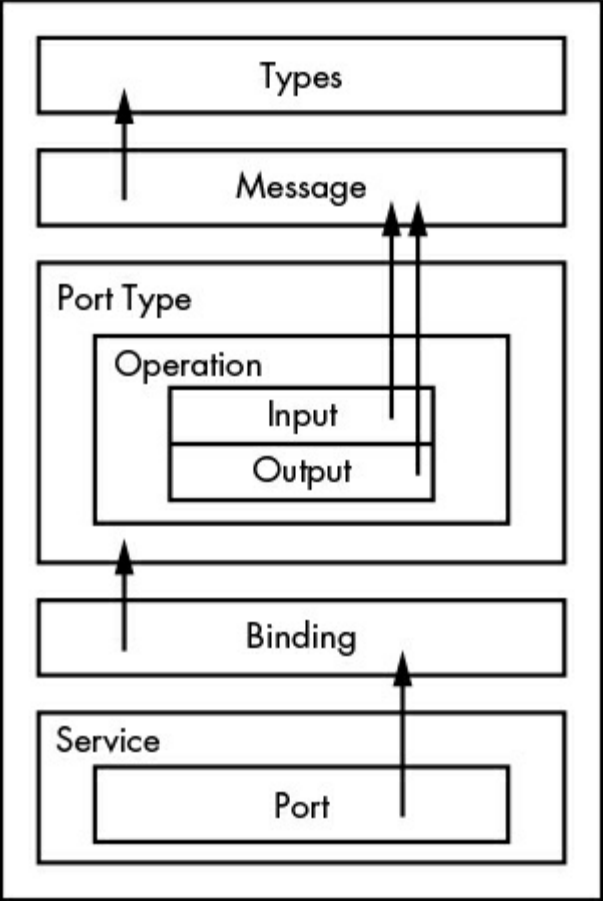 Types
Message
Port Type
Operation
Input
Output
Binding
Service
Port